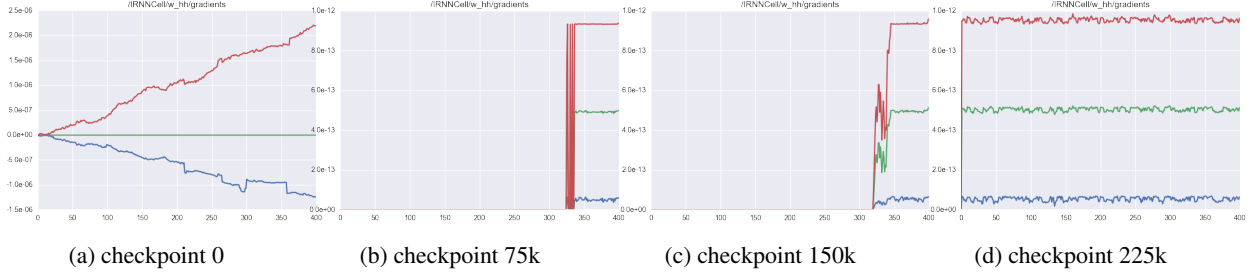 /IRNNCell/w_hh/gradients
2.5e-06
2.0e-06
1.5e-06
1.0e-06
5.0e-07
0.0e+00
-5.0e-07
-1.0e-06
-1.5e-06
0 50 100 150 200 250 300 350 400
(a) checkpoint 0
/IRNNCell/w_hh/gradients
1.0e-12
8.0e-13
6.0e-13
4.0e-13
2.0e-13
0.0e+00
0 50 100 150 200 250 300 350 400
(b) checkpoint 75k
/IRNNCell/w_hh/gradients
1.0e-12
8.0e-13
6.0e-13
4.0e-13
2.0e-13
0.0e+00
0 50 100 150 200 250 300 350 400
(c) checkpoint 150k
/IRNNCell/w_hh/gradients
1.0e-12
8.0e-13
6.0e-13
4.0e-13
2.0e-13
0.0e+00
0 50 100 150 200 250 300 350 400
(d) checkpoint 225k